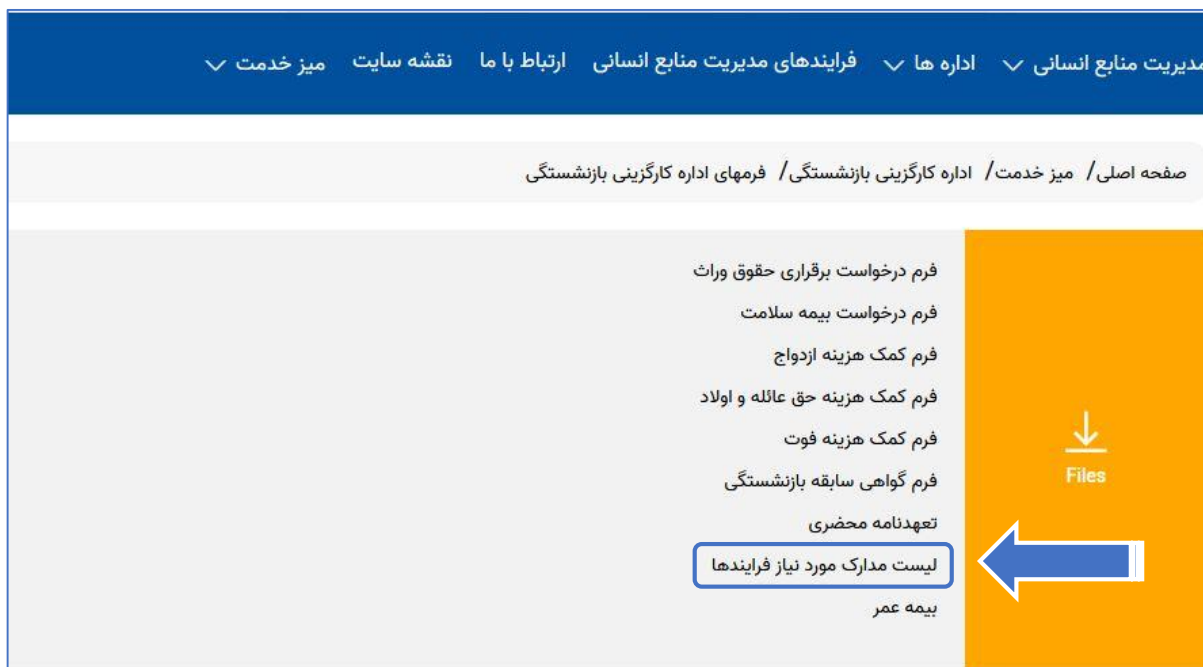 مدیریت منابع انسانی اداره ها فرایندهای مدیریت منابع انسانی ارتباط با ما نقشه سایت میز خدمت
صفحه اصلی/ میز خدمت/ اداره کارگزینی بازنشستگی/ فرمهای اداره کارگزینی بازنشستگی
فرم درخواست برقراری حقوق وراث
فرم درخواست بیمه سلامت
فرم کمک هزینه ازدواج
فرم کمک هزینه حق عائله و اولاد
فرم کمک هزینه فوت
فرم گواهی سابقه بازنشستگی
تعهدنامه محضری
لیست مدارک مورد نیاز فرایندها
بیمه عمر
Files